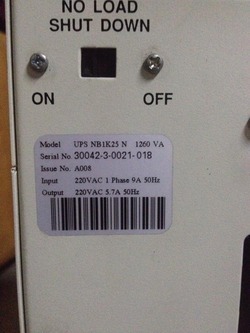 NO LOAD
SHUT DOWN
ON OFF
Model UPS NB1K25 N 1260 VA
Serial No. 30042-3-0021-018
Issue No. A008
Input 220VAC 1 Phase 9A 50Hz
Output 220VAC 5.7A 50Hz